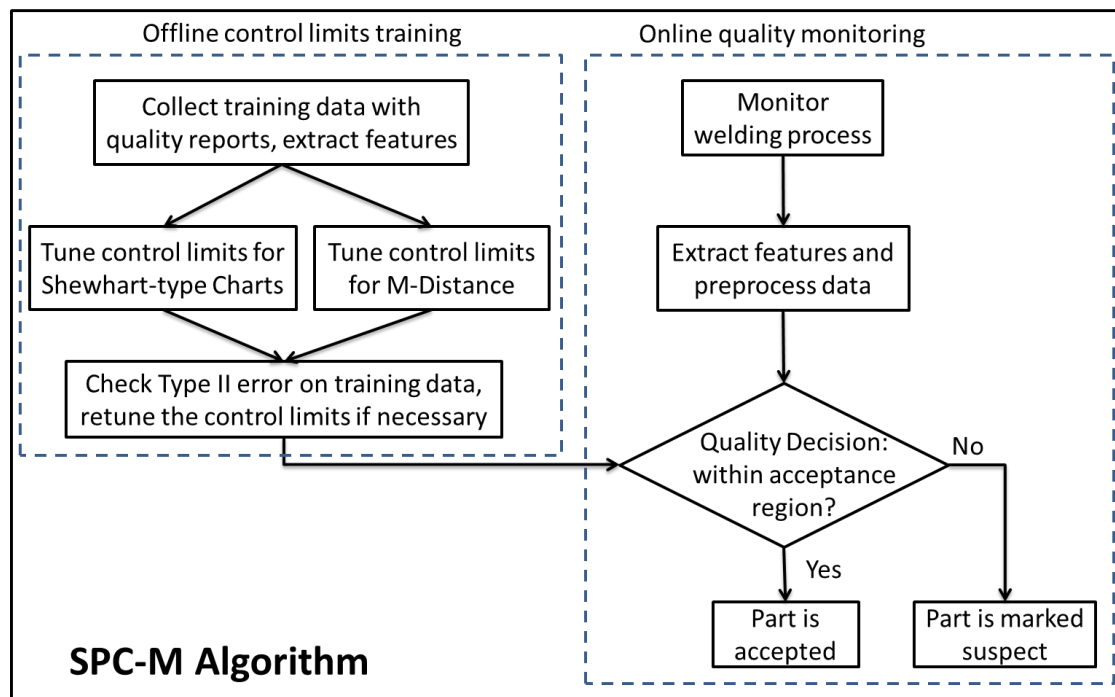 Offline control limits training
Collect training data with
quality reports, extract features
Tune control limits for
Shewhart-type Charts
Tune control limits
for M-Distance
Check Type II error on training data,
retune the control limits if necessary
Online quality monitoring
Monitor
welding process
Extract features and
preprocess data
Quality Decision:
within acceptance
region?
No
Yes
Part is
accepted
Part is marked
suspect
SPC-M Algorithm